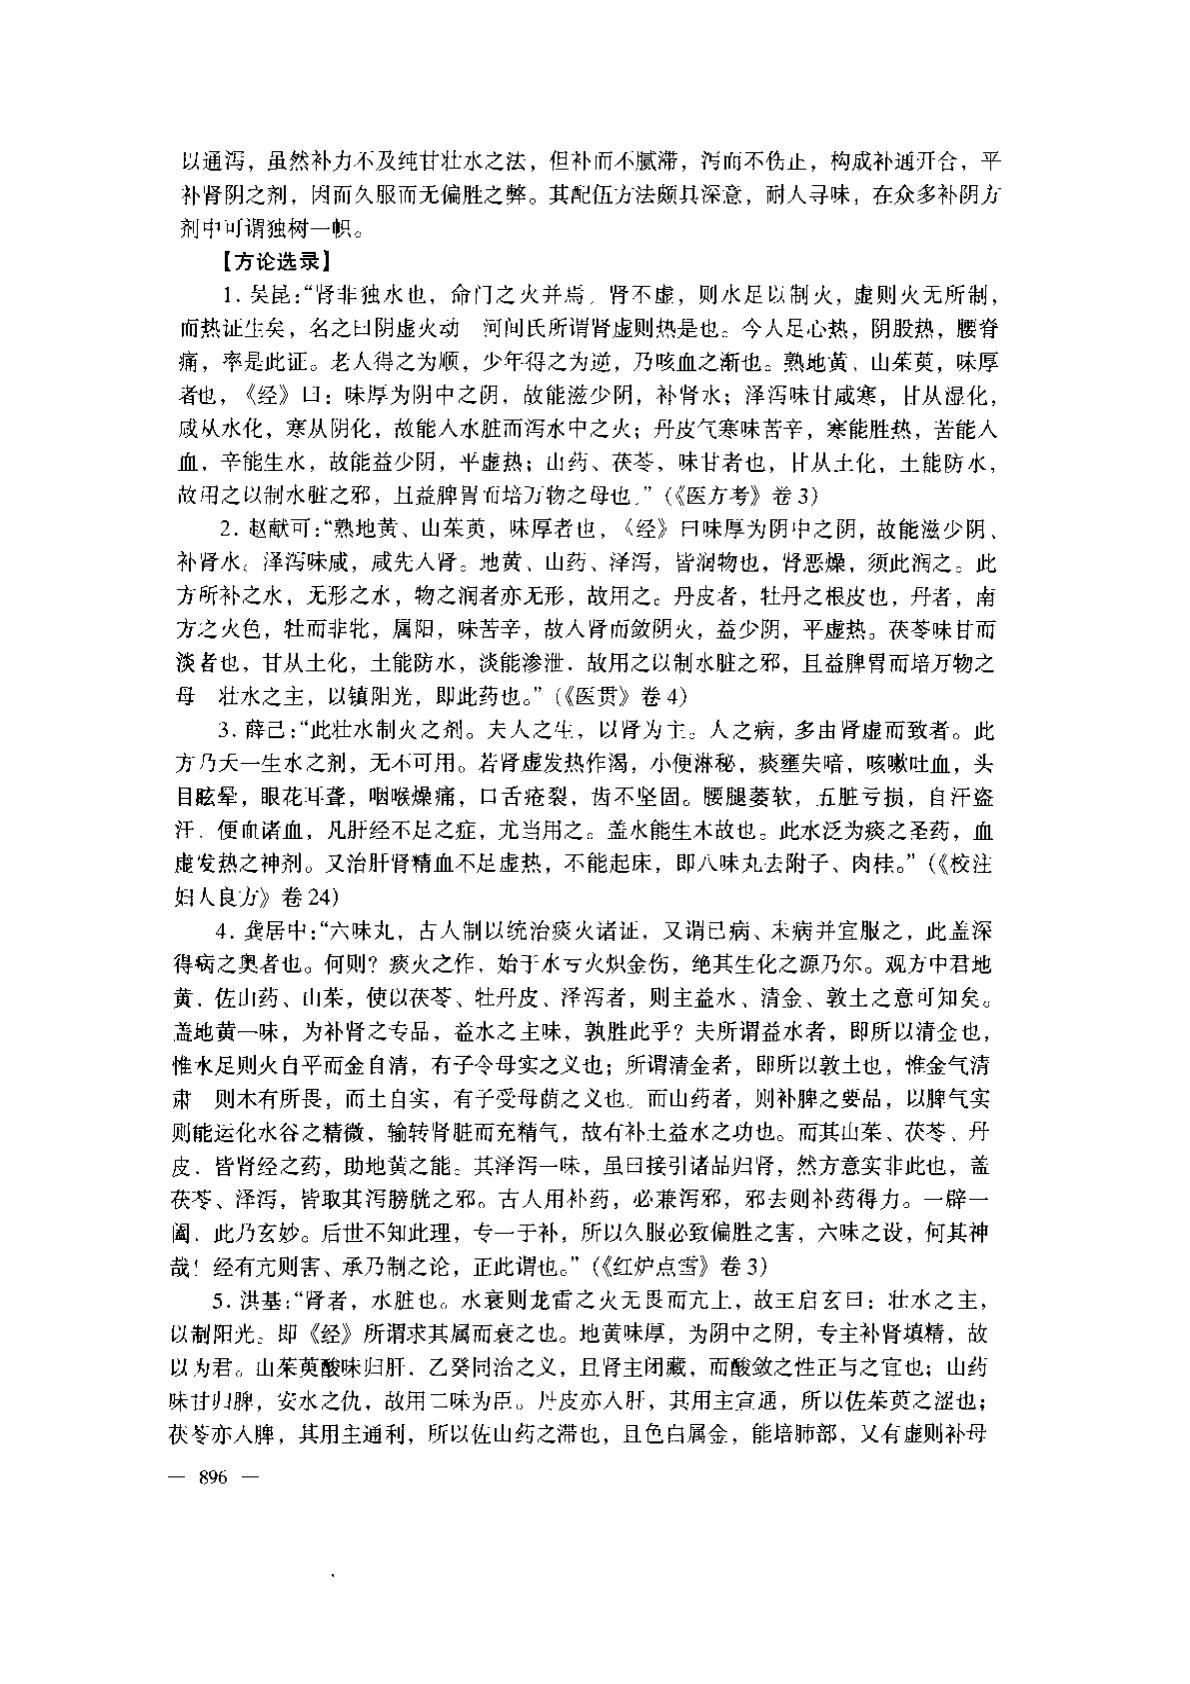 以通泻，虽然补力不及纯甘壮水之法，但补而不腻滞，泻而不伤正，构成补通开合，平
补肾阴之剂，因而久服而无偏胜之弊。其配伍方法颇具深意，耐人寻味，在众多补阴方
剂中可谓独树一帜。
【方论选录】
1. 吴昆：“肾非独水也，命门之火并焉。肾不虚，则水足以制火，虚则火无所制，
而热证生矣，名之曰阴虚火动 河间氏所谓肾虚则热是也。今人足心热，阴股热，腰脊
痛，率是此证。老人得之为顺，少年得之为逆，乃咳血之渐也。熟地黄、山茱萸，味厚
者也，《经》曰：味厚为阴中之阴，故能滋少阴，补肾水；泽泻味甘咸寒，甘从湿化，
咸从水化，寒从阴化，故能入水脏而泻水中之火；丹皮气寒味苦辛，寒能胜热，苦能入
血，辛能生水，故能益少阴，平虚热；山药、茯苓，味甘者也，甘从土化，土能防水，
故用之以制水脏之邪，且益脾胃而培万物之母也。”（《医方考》卷3）
2. 赵献可：“熟地黄、山茱萸，味厚者也，《经》曰味厚为阴中之阴，故能滋少阴、
补肾水。泽泻味咸，咸先入肾。地黄、山药、泽泻，皆润物也，肾恶燥，须此润之。此
方所补之水，无形之水，物之润者亦无形，故用之。丹皮者，牡丹之根皮也，丹者，南
方之火色，牡而非牝，属阳，味苦辛，故入肾而敛阴火，益少阴，平虚热。茯苓味甘而
淡者也，甘从土化，土能防水，淡能渗泄，故用之以制水脏之邪，且益脾胃而培万物之
母 壮水之主，以镇阳光，即此药也。”（《医贯》卷4）
3. 薛己：“此壮水制火之剂。夫人之生，以肾为主。人之病，多由肾虚而致者。此
方乃天一生水之剂，无不可用。若肾虚发热作渴，小便淋秘，痰壅失喑，咳嗽吐血，头
目眩晕，眼花耳聋，咽喉燥痛，口舌疮裂，齿不坚固。腰腿萎软，五脏亏损，自汗盗
汗，便血诸血，凡肝经不足之症，尤当用之。盖水能生木故也。此水泛为痰之圣药，血
虚发热之神剂。又治肝肾精血不足虚热，不能起床，即八味丸去附子、肉桂。”（《校注
妇人良方》卷24）
4. 龚居中：“六味丸，古人制以统治痰火诸证，又谓已病、未病并宜服之，此盖深
得病之奥者也。何则？痰火之作，始于水亏火炽金伤，绝其生化之源乃尔。观方中君地
黄，佐山药、山茱，使以茯苓、牡丹皮、泽泻者，则主益水、清金、敦土之意可知矣。
盖地黄一味，为补肾之专品，益水之主味，孰胜此乎？夫所谓益水者，即所以清金也，
惟水足则火自平而金自清，有子令母实之义也；所谓清金者，即所以敦土也，惟金气清
肃 则木有所畏，而土自实，有子受母荫之义也。而山药者，则补脾之要品，以脾气实
则能运化水谷之精微，输转肾脏而充精气，故有补土益水之功也。而其山茱、茯苓、丹
皮，皆肾经之药，助地黄之能。其泽泻一味，虽曰接引诸品归肾，然方意实非此也，盖
茯苓、泽泻，皆取其泻膀胱之邪。古人用补药，必兼泻邪，邪去则补药得力。一辟一
阖，此乃玄妙。后世不知此理，专一于补，所以久服必致偏胜之害，六味之设，何其神
哉！经有亢则害、承乃制之论，正此谓也。”（《红炉点雪》卷3）
5. 洪基：“肾者，水脏也。水衰则龙雷之火无畏而亢上，故王启玄曰：壮水之主，
以制阳光。即《经》所谓求其属而衰之也。地黄味厚，为阴中之阴，专主补肾填精，故
以为君。山茱萸酸味归肝，乙癸同治之义，且肾主闭藏，而酸敛之性正与之宜也；山药
味甘归脾，安水之仇，故用二味为臣。丹皮亦入肝，其用主宣通，所以佐茱萸之涩也；
茯苓亦入脾，其用主通利，所以佐山药之滞也，且色白属金，能培肺部，又有虚则补母
— 896 —